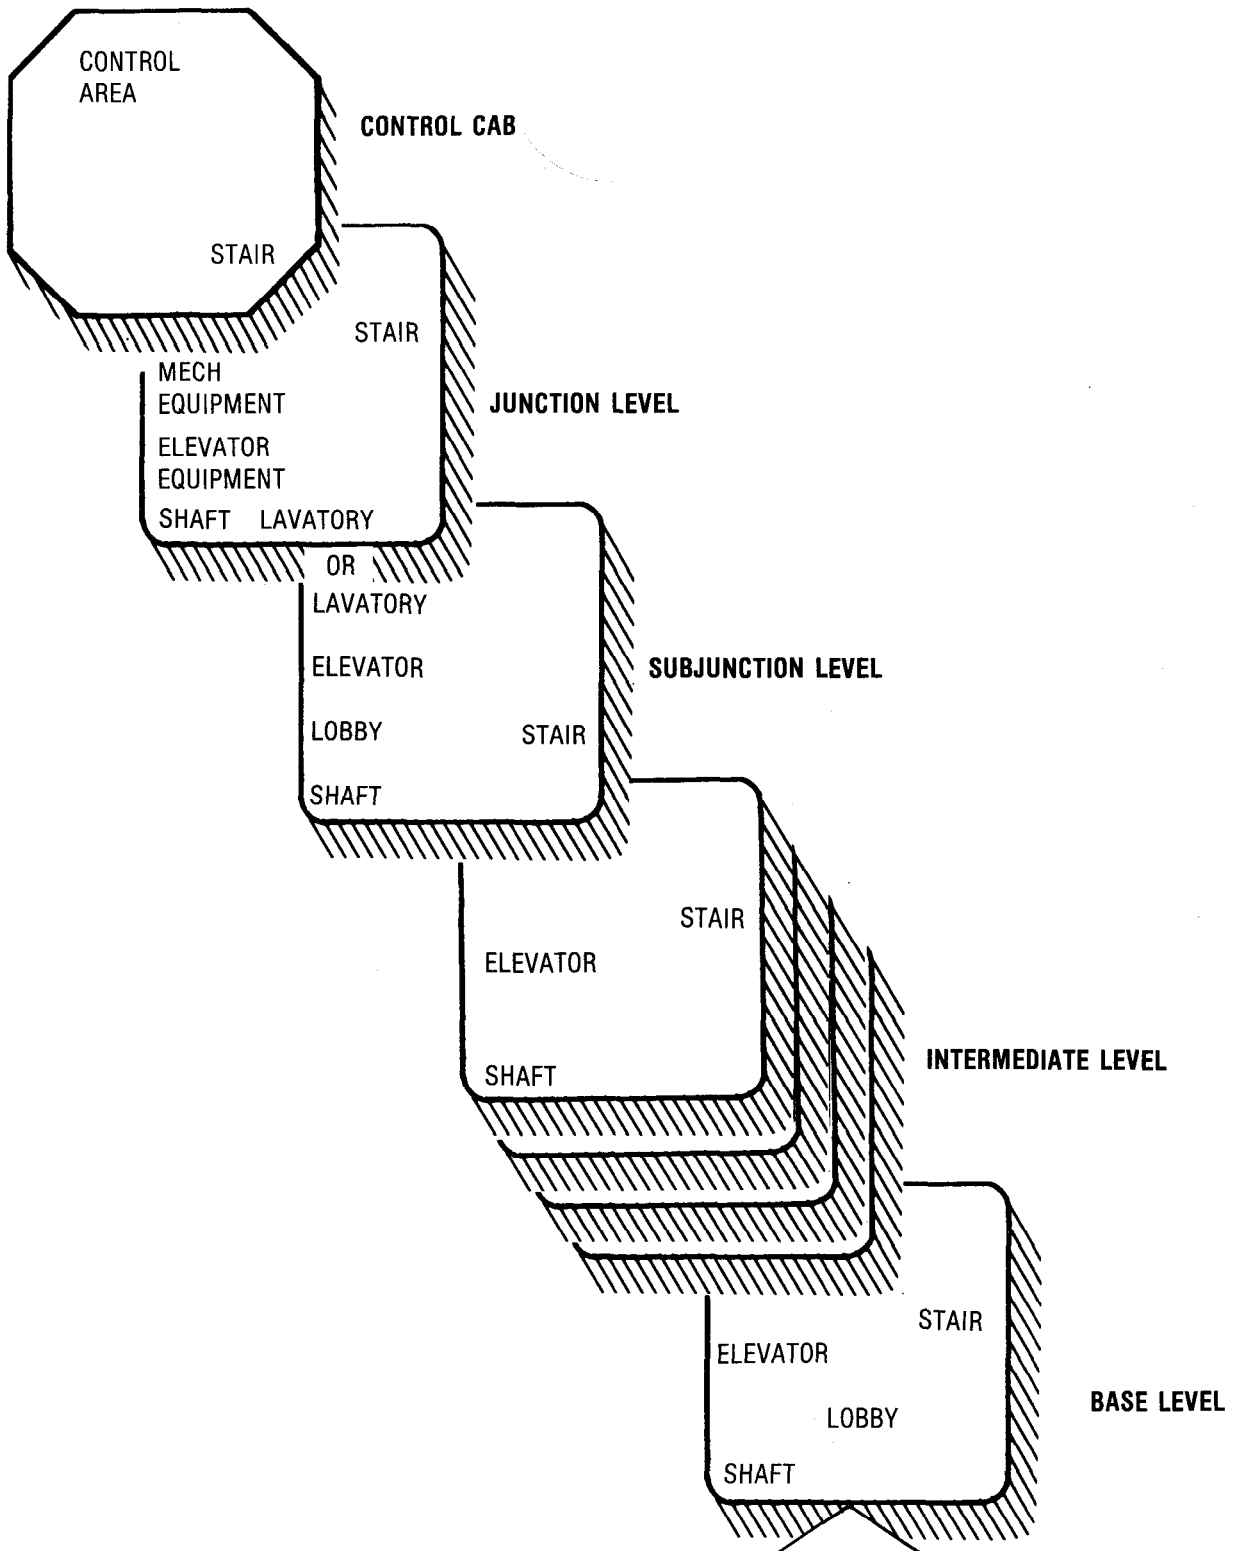 CONTROL
AREA
CONTROL CAB
STAIR
STAIR
MECH
EQUIPMENT
JUNCTION LEVEL
ELEVATOR
EQUIPMENT
SHAFT LAVATORY
OR
LAVATORY
ELEVATOR
SUBJUNCTION LEVEL
LOBBY
STAIR
SHAFT
STAIR
ELEVATOR
INTERMEDIATE LEVEL
SHAFT
STAIR
ELEVATOR
BASE LEVEL
LOBBY
SHAFT